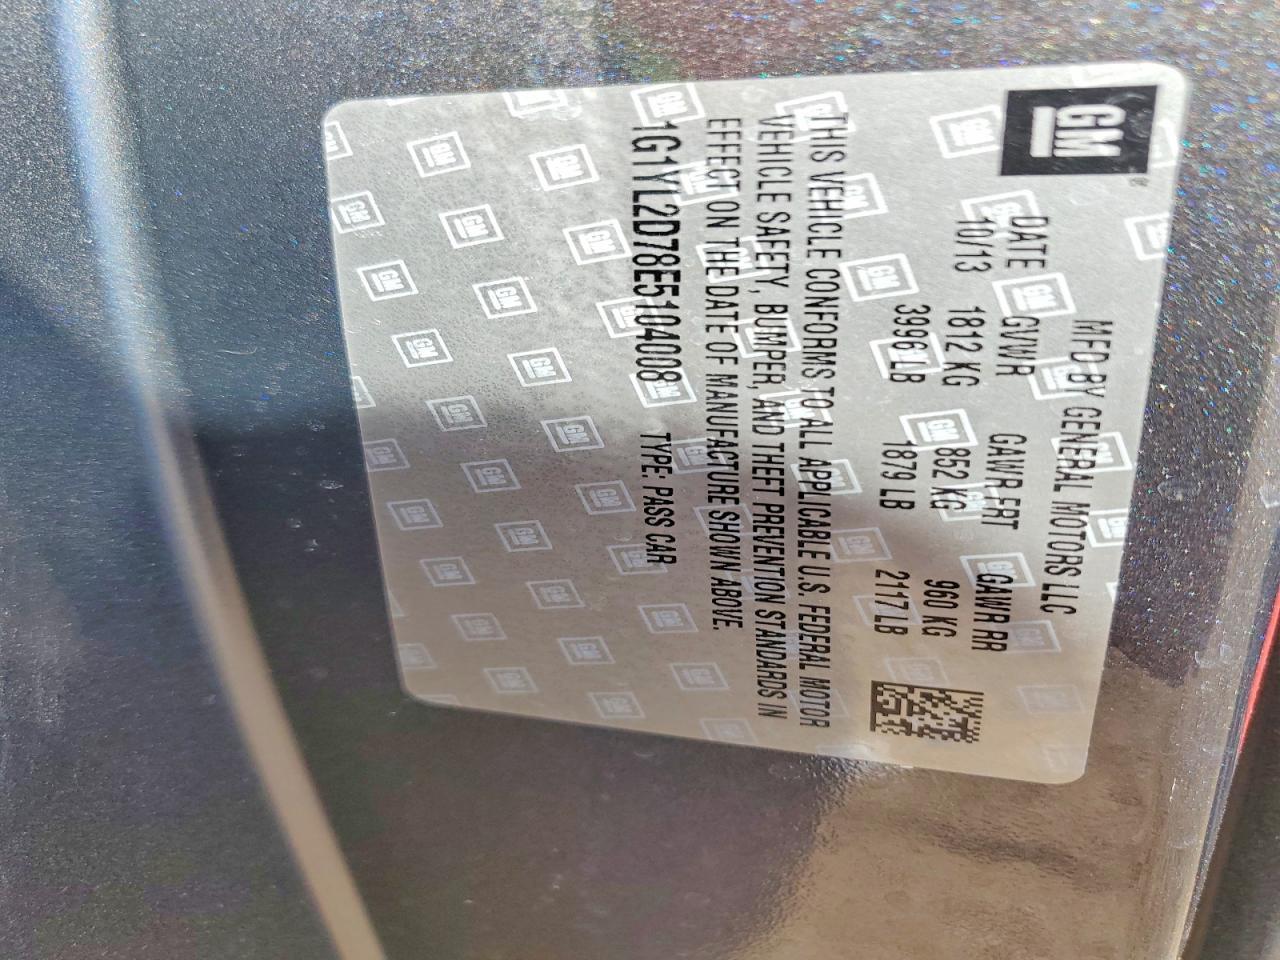 GM
MFD BY GENERAL MOTORS LLC
DATE GVWR GAWR FRT GAWR RR
10/13 1812 KG 852 KG 960 KG
3996 LB 1879 LB 2117 LB
THIS VEHICLE CONFORMS TO ALL APPLICABLE U.S. FEDERAL MOTOR
VEHICLE SAFETY, BUMPER, AND THEFT PREVENTION STANDARDS IN
EFFECT ON THE DATE OF MANUFACTURE SHOWN ABOVE.
1G1YL2D78E5104008 TYPE: PASS CAR